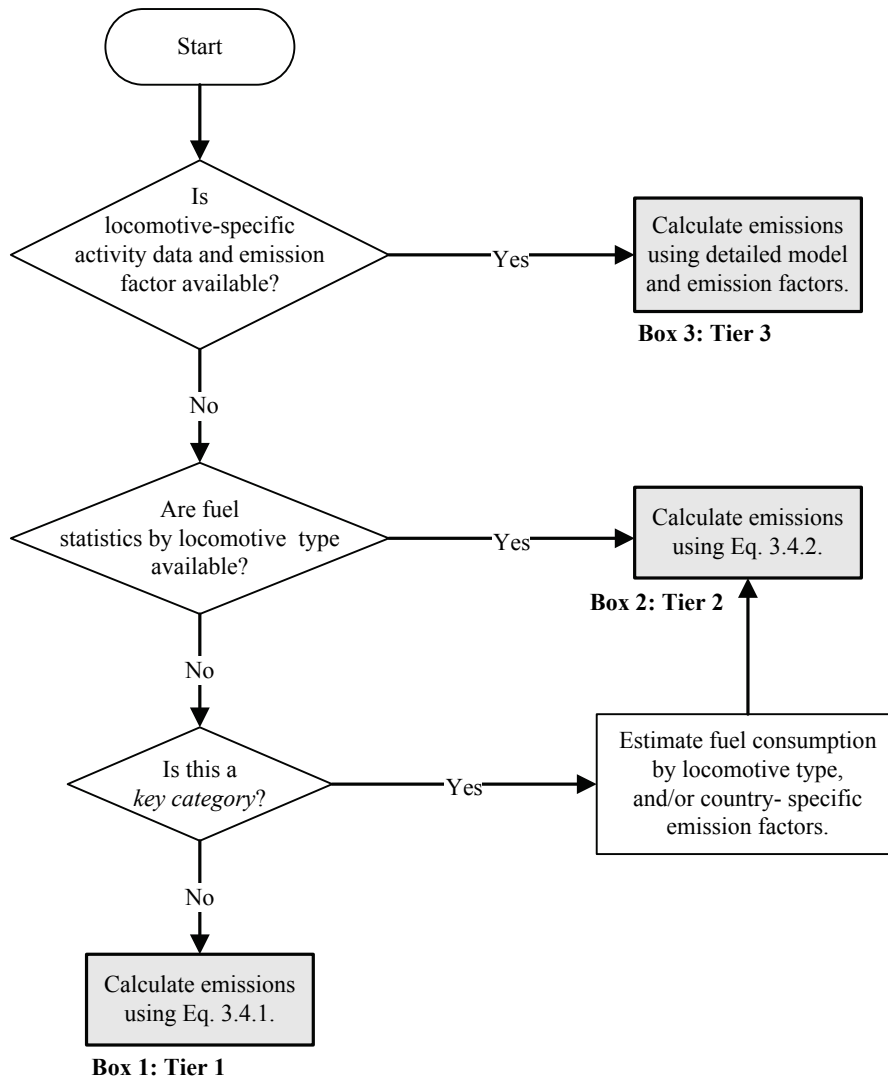 Start
Is
locomotive-specific
activity data and emission
factor available?
Yes
Calculate emissions
using detailed model
and emission factors.
Box 3: Tier 3
No
Are fuel
statistics by locomotive type
available?
Yes
Calculate emissions
using Eq. 3.4.2.
Box 2: Tier 2
No
Is this a
key category?
Yes
Estimate fuel consumption
by locomotive type,
and/or country- specific
emission factors.
No
Calculate emissions
using Eq. 3.4.1.
Box 1: Tier 1